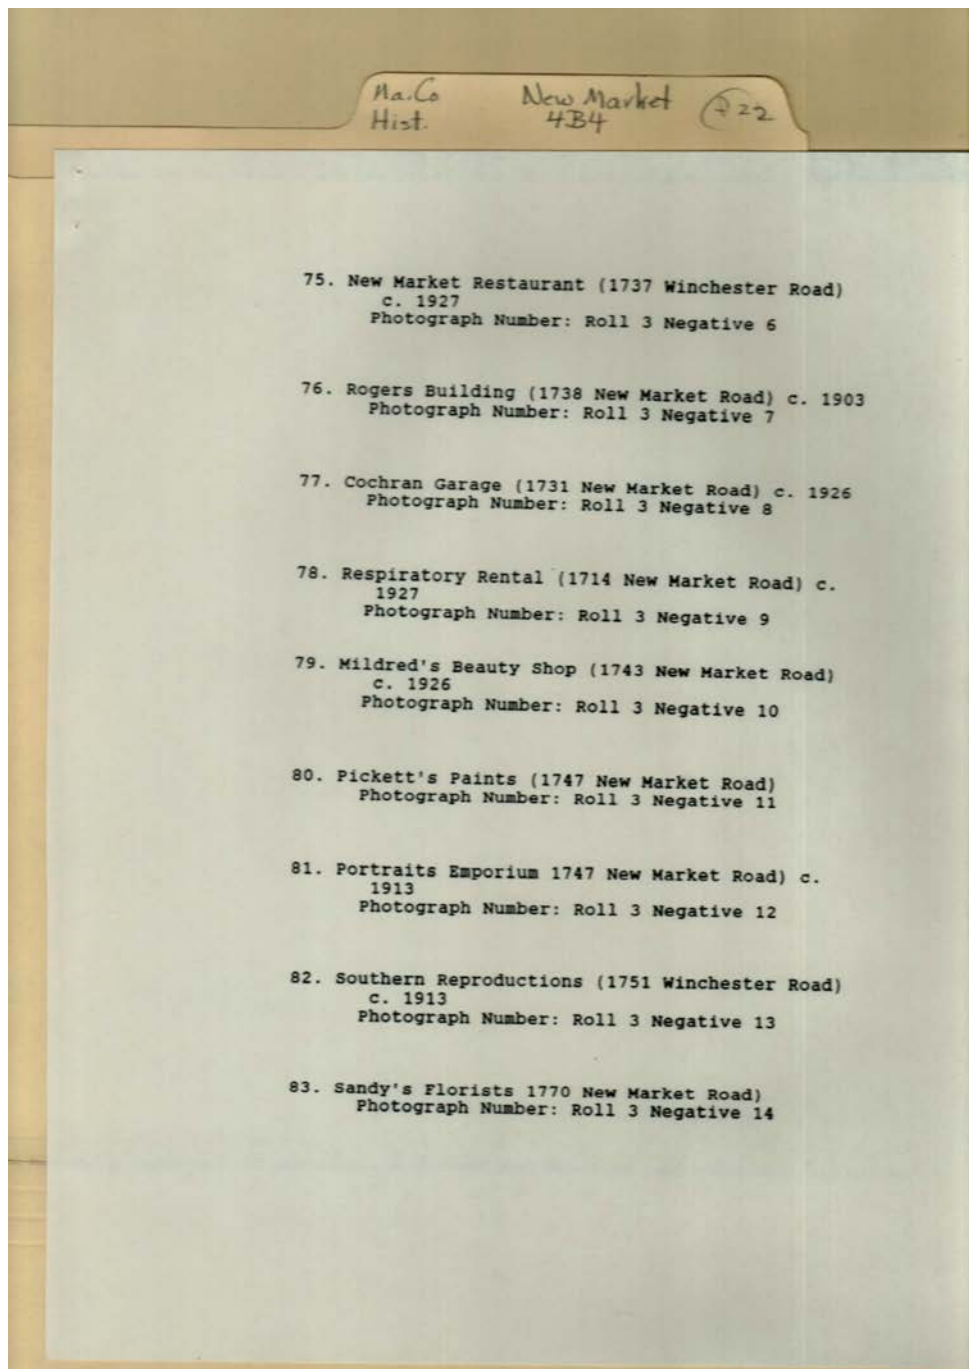 Ma.Co New Market
Hist. 4B4 22
75. New Market Restaurant (1737 Winchester Road)
c. 1927
Photograph Number: Roll 3 Negative 6
76. Rogers Building (1738 New Market Road) c. 1903
Photograph Number: Roll 3 Negative 7
77. Cochran Garage (1731 New Market Road) c. 1926
Photograph Number: Roll 3 Negative 8
78. Respiratory Rental (1714 New Market Road) c.
1927
Photograph Number: Roll 3 Negative 9
79. Mildred's Beauty Shop (1743 New Market Road)
c. 1926
Photograph Number: Roll 3 Negative 10
80. Pickett's Paints (1747 New Market Road)
Photograph Number: Roll 3 Negative 11
81. Portraits Emporium 1747 New Market Road) c.
1913
Photograph Number: Roll 3 Negative 12
82. Southern Reproductions (1751 Winchester Road)
c. 1913
Photograph Number: Roll 3 Negative 13
83. Sandy's Florists 1770 New Market Road)
Photograph Number: Roll 3 Negative 14